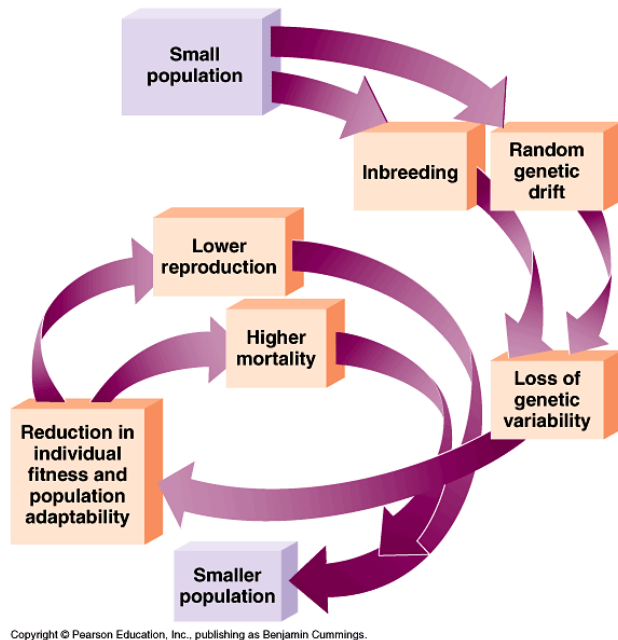 Small
population
Inbreeding
Random
genetic
drift
Lower
reproduction
Higher
mortality
Loss of
genetic
variability
Reduction in
individual
fitness and
population
adaptability
Smaller
population
Copyright © Pearson Education, Inc., publishing as Benjamin Cummings.